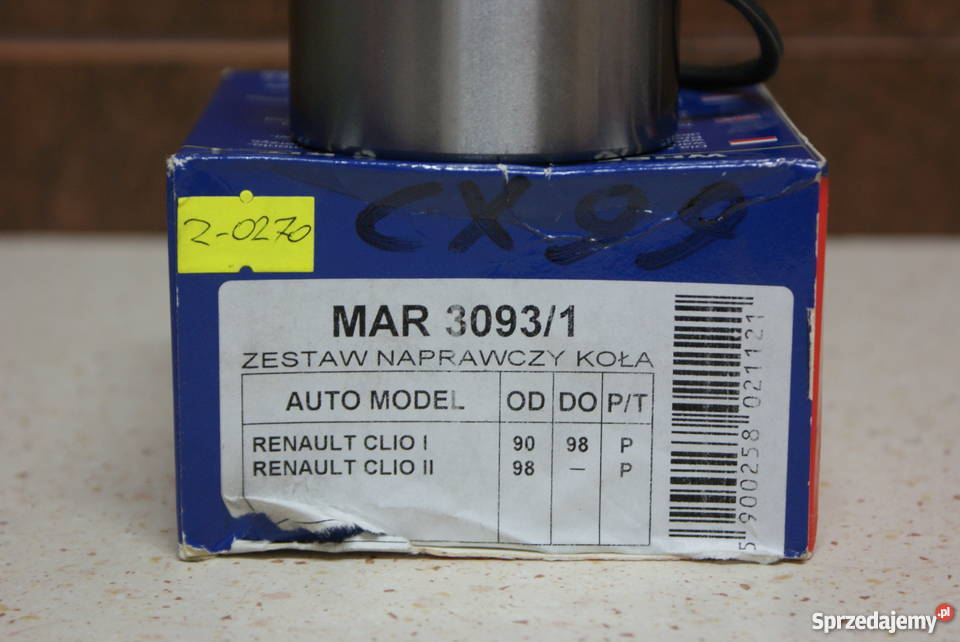 CX99
2-0270
MAR 3093/1
ZESTAW NAPRAWCZY KOŁA
AUTO MODEL OD DO P/T
RENAULT CLIO I 90 98 P
RENAULT CLIO II 98 – P
5 900258 021121
Sprzedajemy.pl